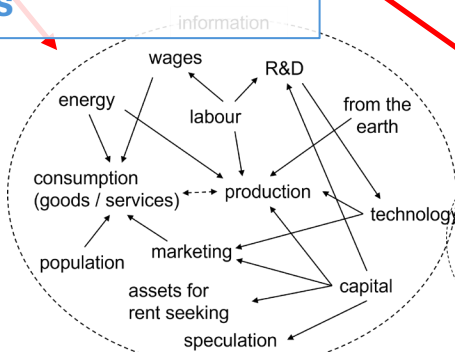 s
information
wages
R&D
energy
labour
from the
earth
consumption
(goods / services)
production
technology
marketing
population
assets for
rent seeking
capital
speculation